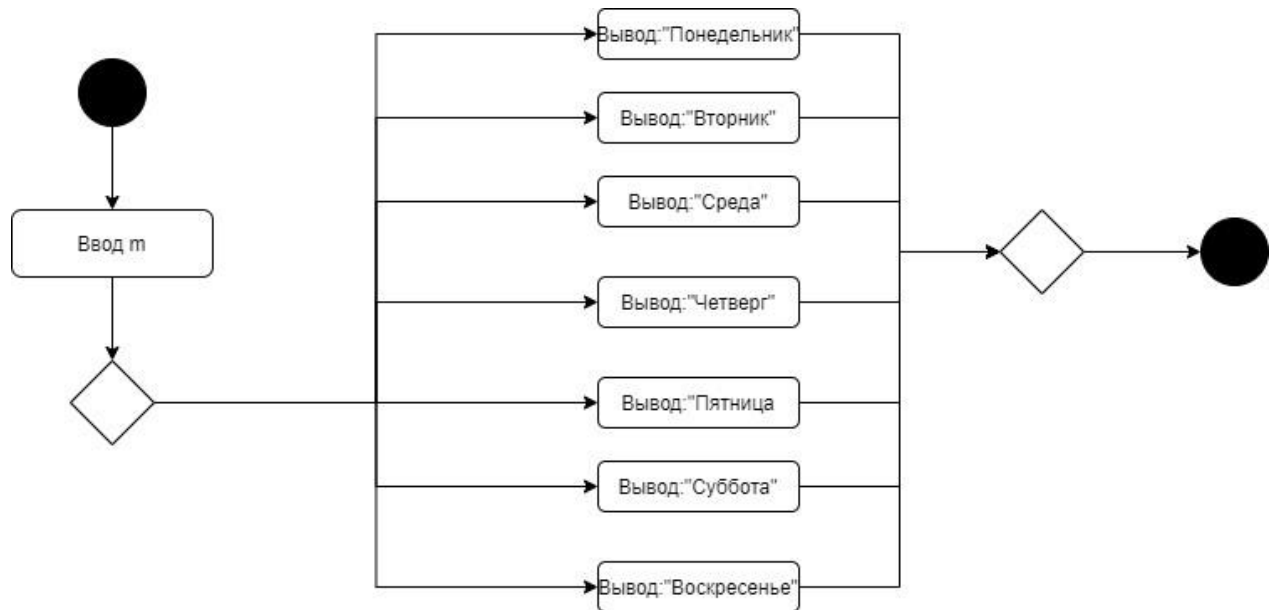 Вывод:"Понедельник"
Вывод:"Вторник"
Вывод:"Среда"
Ввод m
Вывод:"Четверг"
Вывод:"Пятница
Вывод:"Суббота"
Вывод:"Воскресенье"